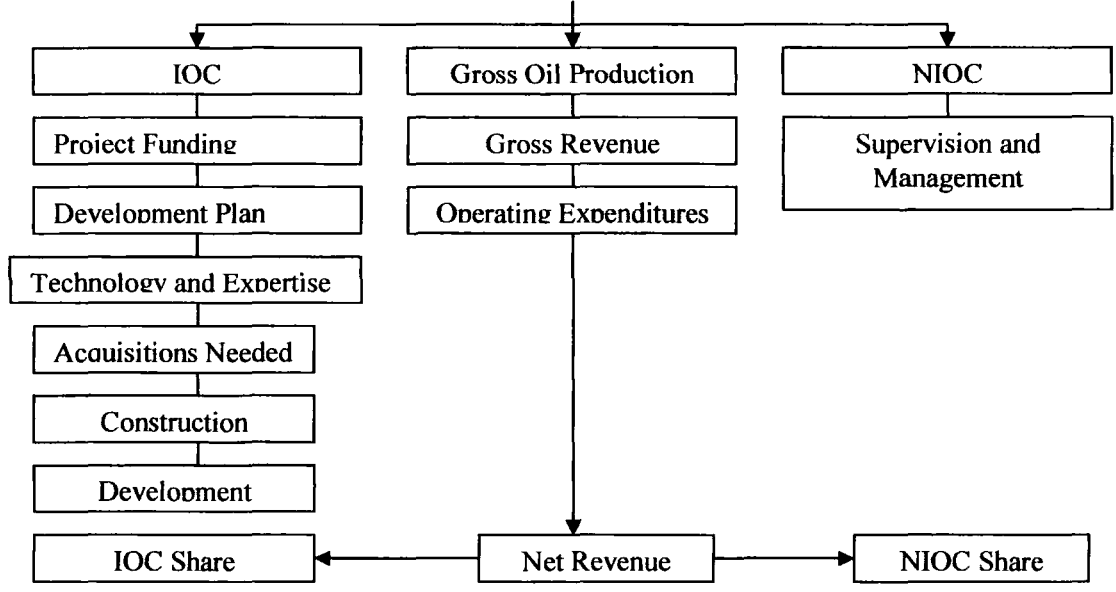 IOC
Gross Oil Production
NIOC
Project Funding
Gross Revenue
Supervision and
Management
Development Plan
Operating Expenditures
Technology and Expertise
Acquisitions Needed
Construction
Development
IOC Share
Net Revenue
NIOC Share